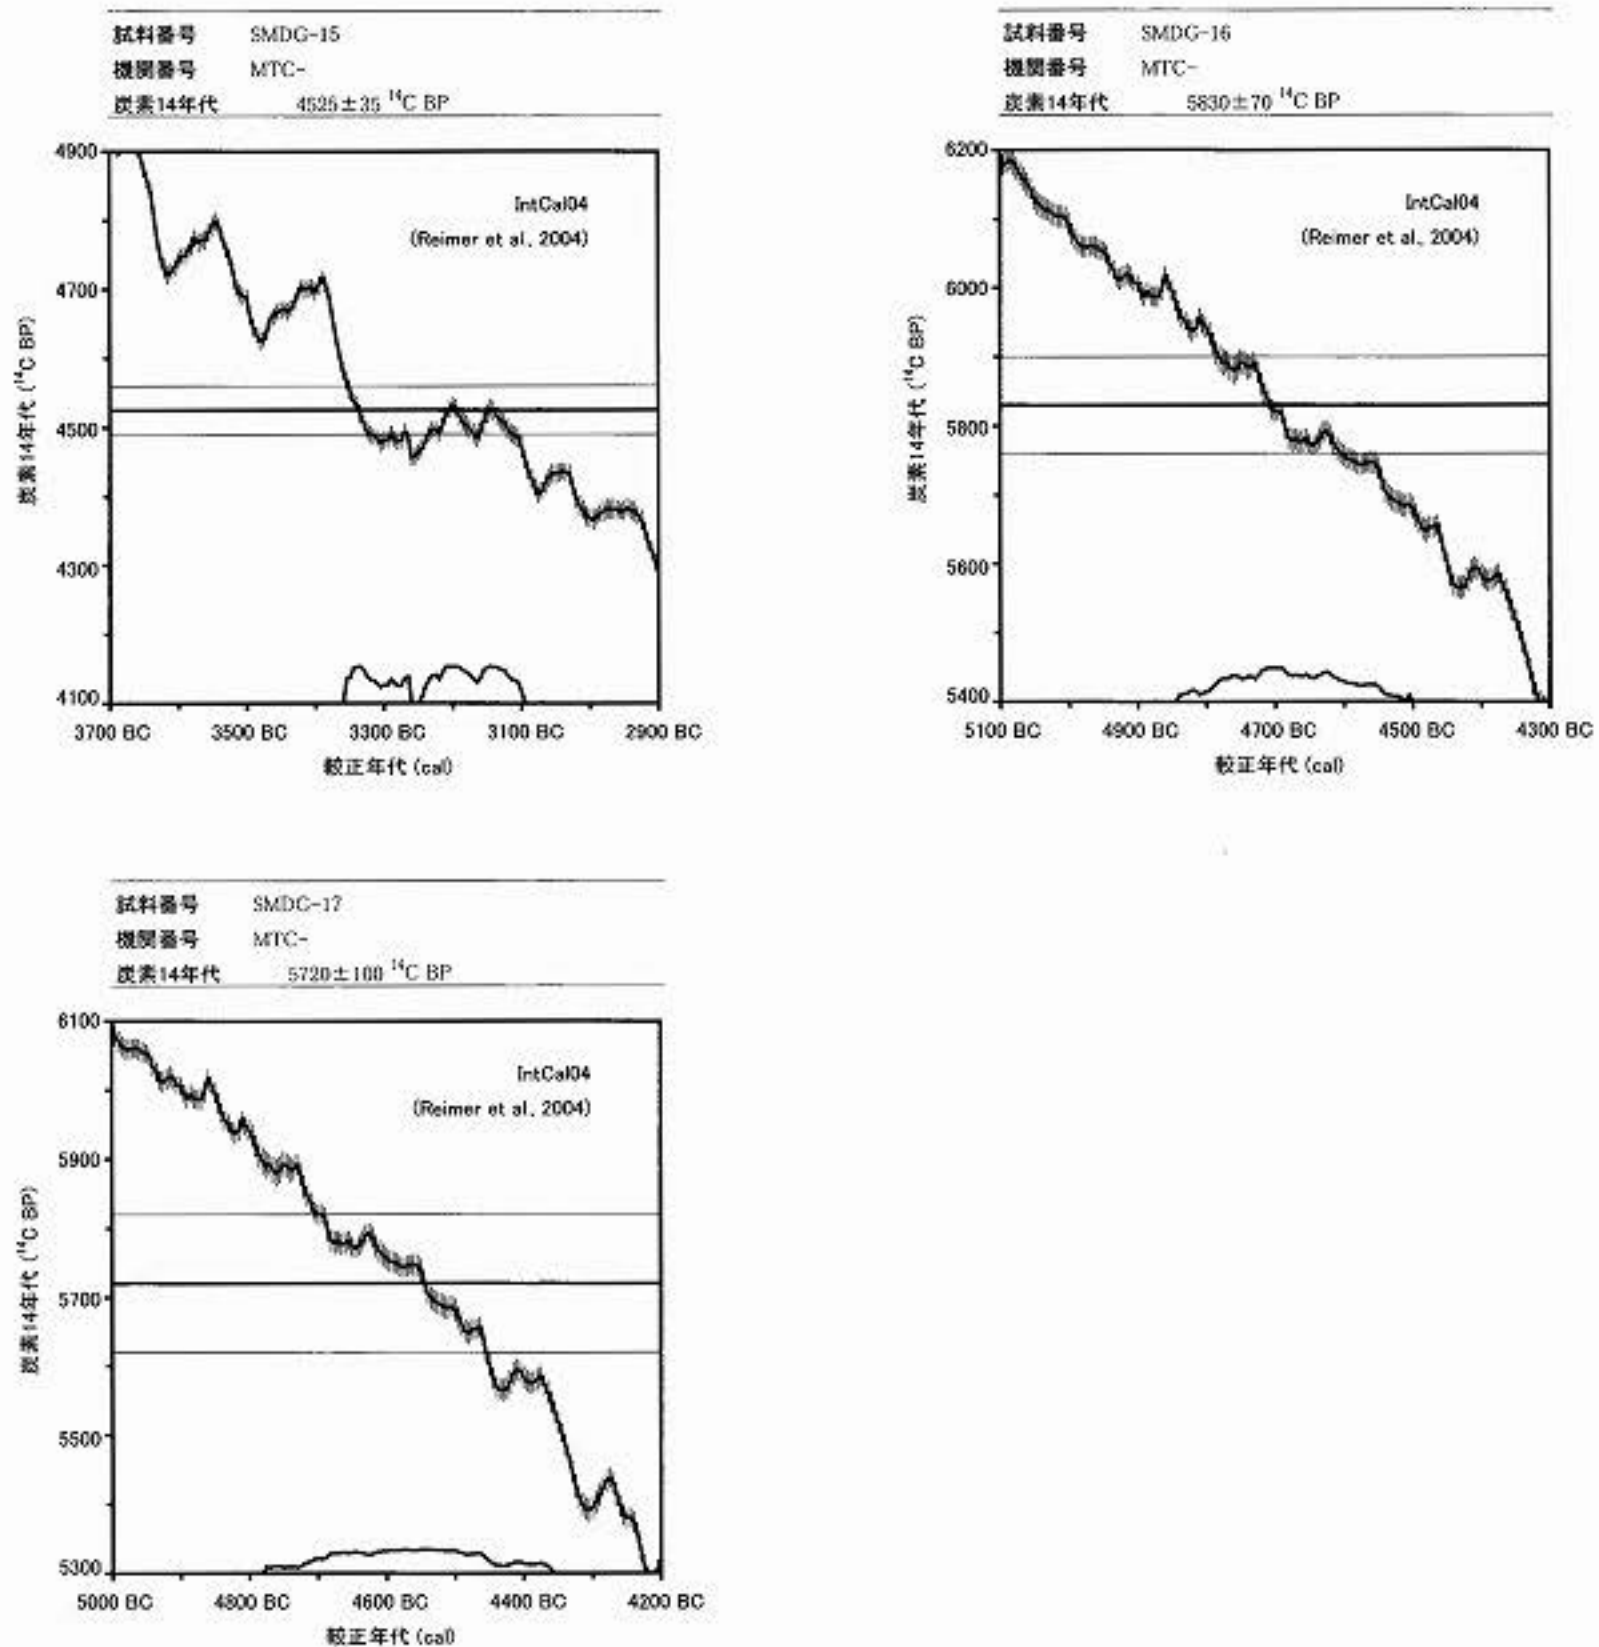 試料番号 SMDG-15
機関番号 MTC-
炭素14年代 4525±35 ¹⁴C BP
4900
4700
4500
4300
4100
炭素14年代 (¹⁴C BP)
IntCal04
(Reimer et al., 2004)
3700 BC 3500 BC 3300 BC 3100 BC 2900 BC
較正年代 (cal)
試料番号 SMDG-16
機関番号 MTC-
炭素14年代 5830±70 ¹⁴C BP
6200
6000
5800
5600
5400
炭素14年代 (¹⁴C BP)
IntCal04
(Reimer et al., 2004)
5100 BC 4900 BC 4700 BC 4500 BC 4300 BC
較正年代 (cal)
試料番号 SMDG-17
機関番号 MTC-
炭素14年代 5720±100 ¹⁴C BP
6100
5900
5700
5500
5300
炭素14年代 (¹⁴C BP)
IntCal04
(Reimer et al., 2004)
5000 BC 4800 BC 4600 BC 4400 BC 4200 BC
較正年代 (cal)